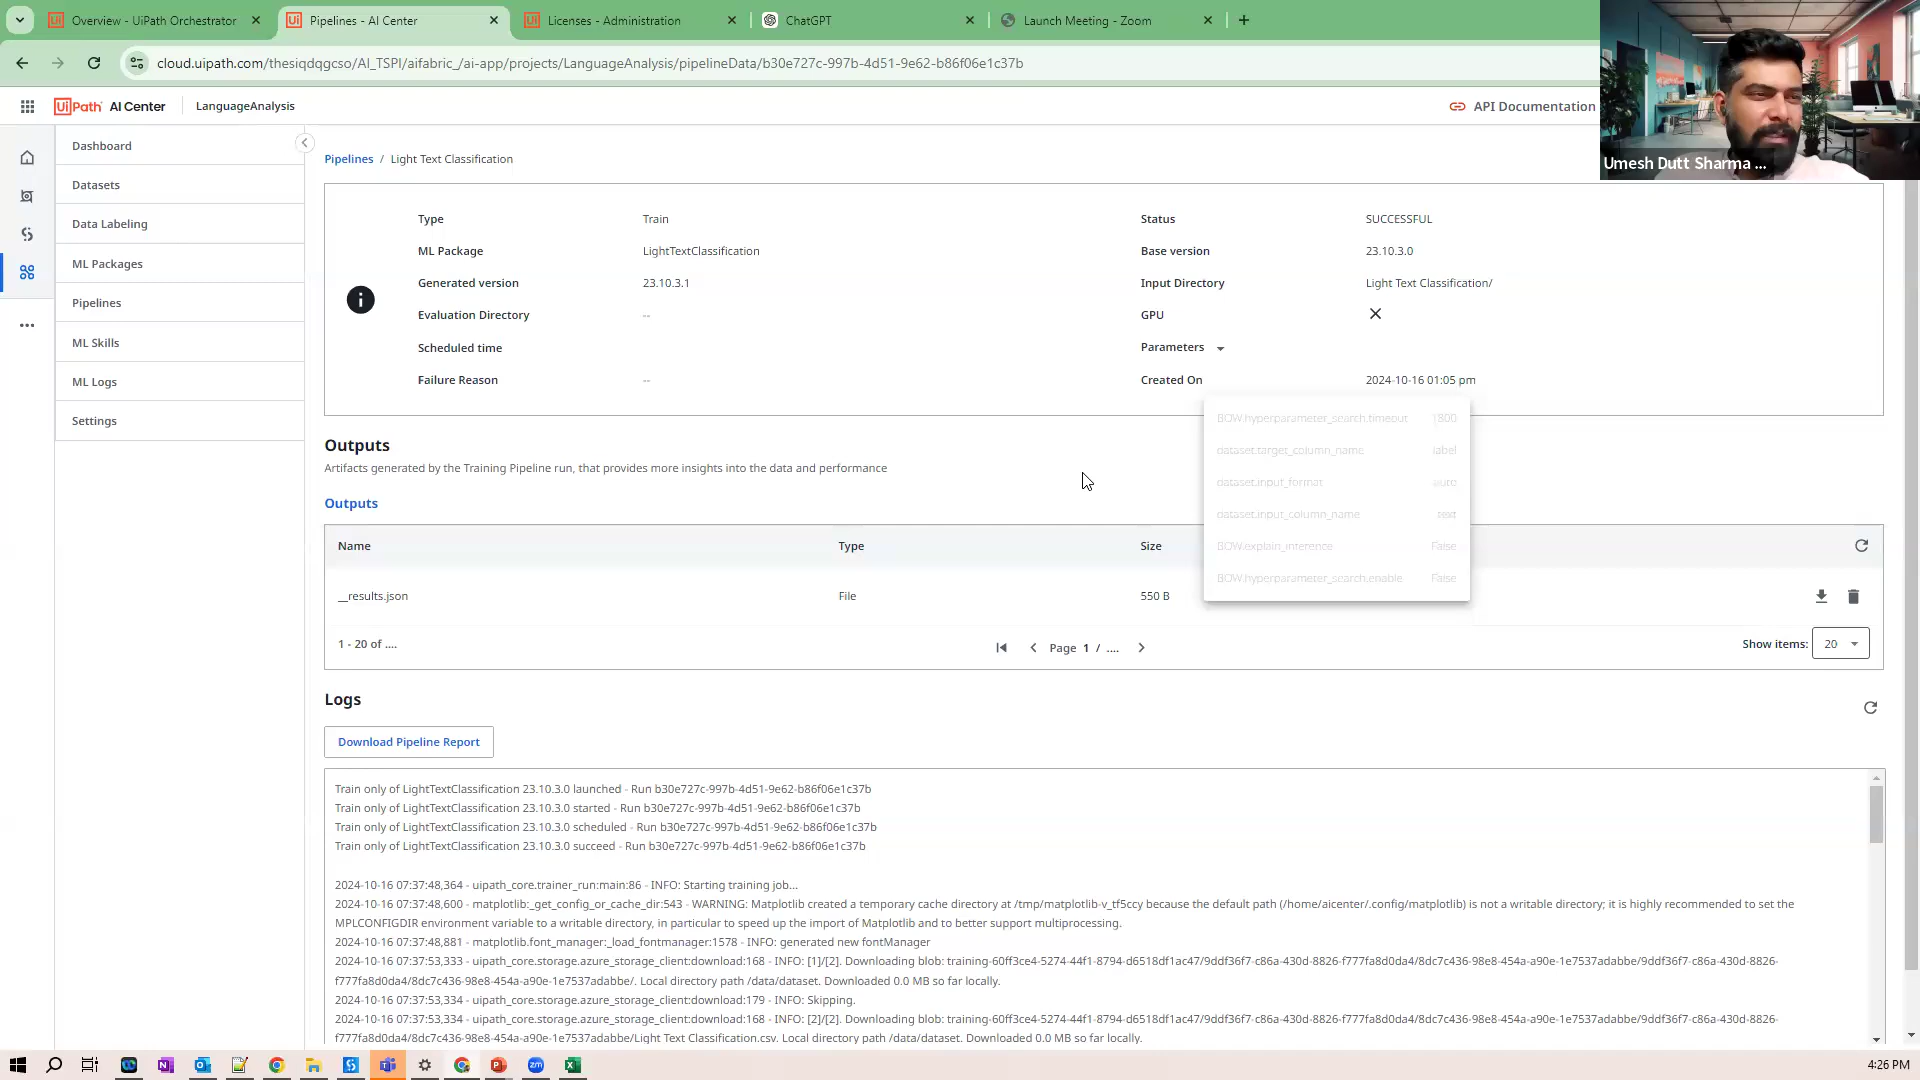 Overview - UiPath Orchestrator
Pipelines - AI Center
Licenses - Administration
ChatGPT
Launch Meeting - Zoom
cloud.uipath.com/thesiqdqgcso/AI_TSPI/aifabric_/ai-app/projects/LanguageAnalysis/pipelineData/b30e727c-997b-4d51-9e62-b86f06e1c37b
UiPath AI Center
LanguageAnalysis
API Documentation
Umesh Dutt Sharma ...
Dashboard
Datasets
Data Labeling
ML Packages
Pipelines
ML Skills
ML Logs
Settings
Pipelines / Light Text Classification
Type Train Status SUCCESSFUL
ML Package LightTextClassification Base version 23.10.3.0
Generated version 23.10.3.1 Input Directory Light Text Classification/
Evaluation Directory -- GPU
Scheduled time Parameters
Failure Reason -- Created On 2024-10-16 01:05 pm
BOW.hyperparameter_search.timeout 1800
dataset.target_column_name label
dataset.input_format auto
dataset.input_column_name text
BOW.explain_inference False
BOW.hyperparameter_search.enable False
Outputs
Artifacts generated by the Training Pipeline run, that provides more insights into the data and performance
Outputs
Name Type Size
__results.json File 550 B
1 - 20 of ....
Page 1 / ....
Show items: 20
Logs
Download Pipeline Report
Train only of LightTextClassification 23.10.3.0 launched - Run b30e727c-997b-4d51-9e62-b86f06e1c37b
Train only of LightTextClassification 23.10.3.0 started - Run b30e727c-997b-4d51-9e62-b86f06e1c37b
Train only of LightTextClassification 23.10.3.0 scheduled - Run b30e727c-997b-4d51-9e62-b86f06e1c37b
Train only of LightTextClassification 23.10.3.0 succeed - Run b30e727c-997b-4d51-9e62-b86f06e1c37b
2024-10-16 07:37:48,364 - uipath_core.trainer_run:main:86 - INFO: Starting training job...
2024-10-16 07:37:48,600 - matplotlib:_get_config_or_cache_dir:543 - WARNING: Matplotlib created a temporary cache directory at /tmp/matplotlib-v_tf5ccy because the default path (/home/aicenter/.config/matplotlib) is not a writable directory; it is highly recommended to set the
MPLCONFIGDIR environment variable to a writable directory, in particular to speed up the import of Matplotlib and to better support multiprocessing.
2024-10-16 07:37:48,881 - matplotlib.font_manager:_load_fontmanager:1578 - INFO: generated new fontManager
2024-10-16 07:37:53,333 - uipath_core.storage.azure_storage_client:download:168 - INFO: [1]/[2]. Downloading blob: training-60ff3ce4-5274-44f1-8794-d6518df1ac47/9ddf36f7-c86a-430d-8826-
f777fa8d0da4/8dc7c436-98e8-454a-a90e-1e7537adabbe/. Local directory path /data/dataset. Downloaded 0.0 MB so far locally.
2024-10-16 07:37:53,334 - uipath_core.storage.azure_storage_client:download:179 - INFO: Skipping.
2024-10-16 07:37:53,334 - uipath_core.storage.azure_storage_client:download:168 - INFO: [2]/[2]. Downloading blob: training-60ff3ce4-5274-44f1-8794-d6518df1ac47/9ddf36f7-c86a-430d-8826-
f777fa8d0da4/8dc7c436-98e8-454a-a90e-1e7537adabbe/Light Text Classification.csv. Local directory path /data/dataset. Downloaded 0.0 MB so far locally.
4:26 PM